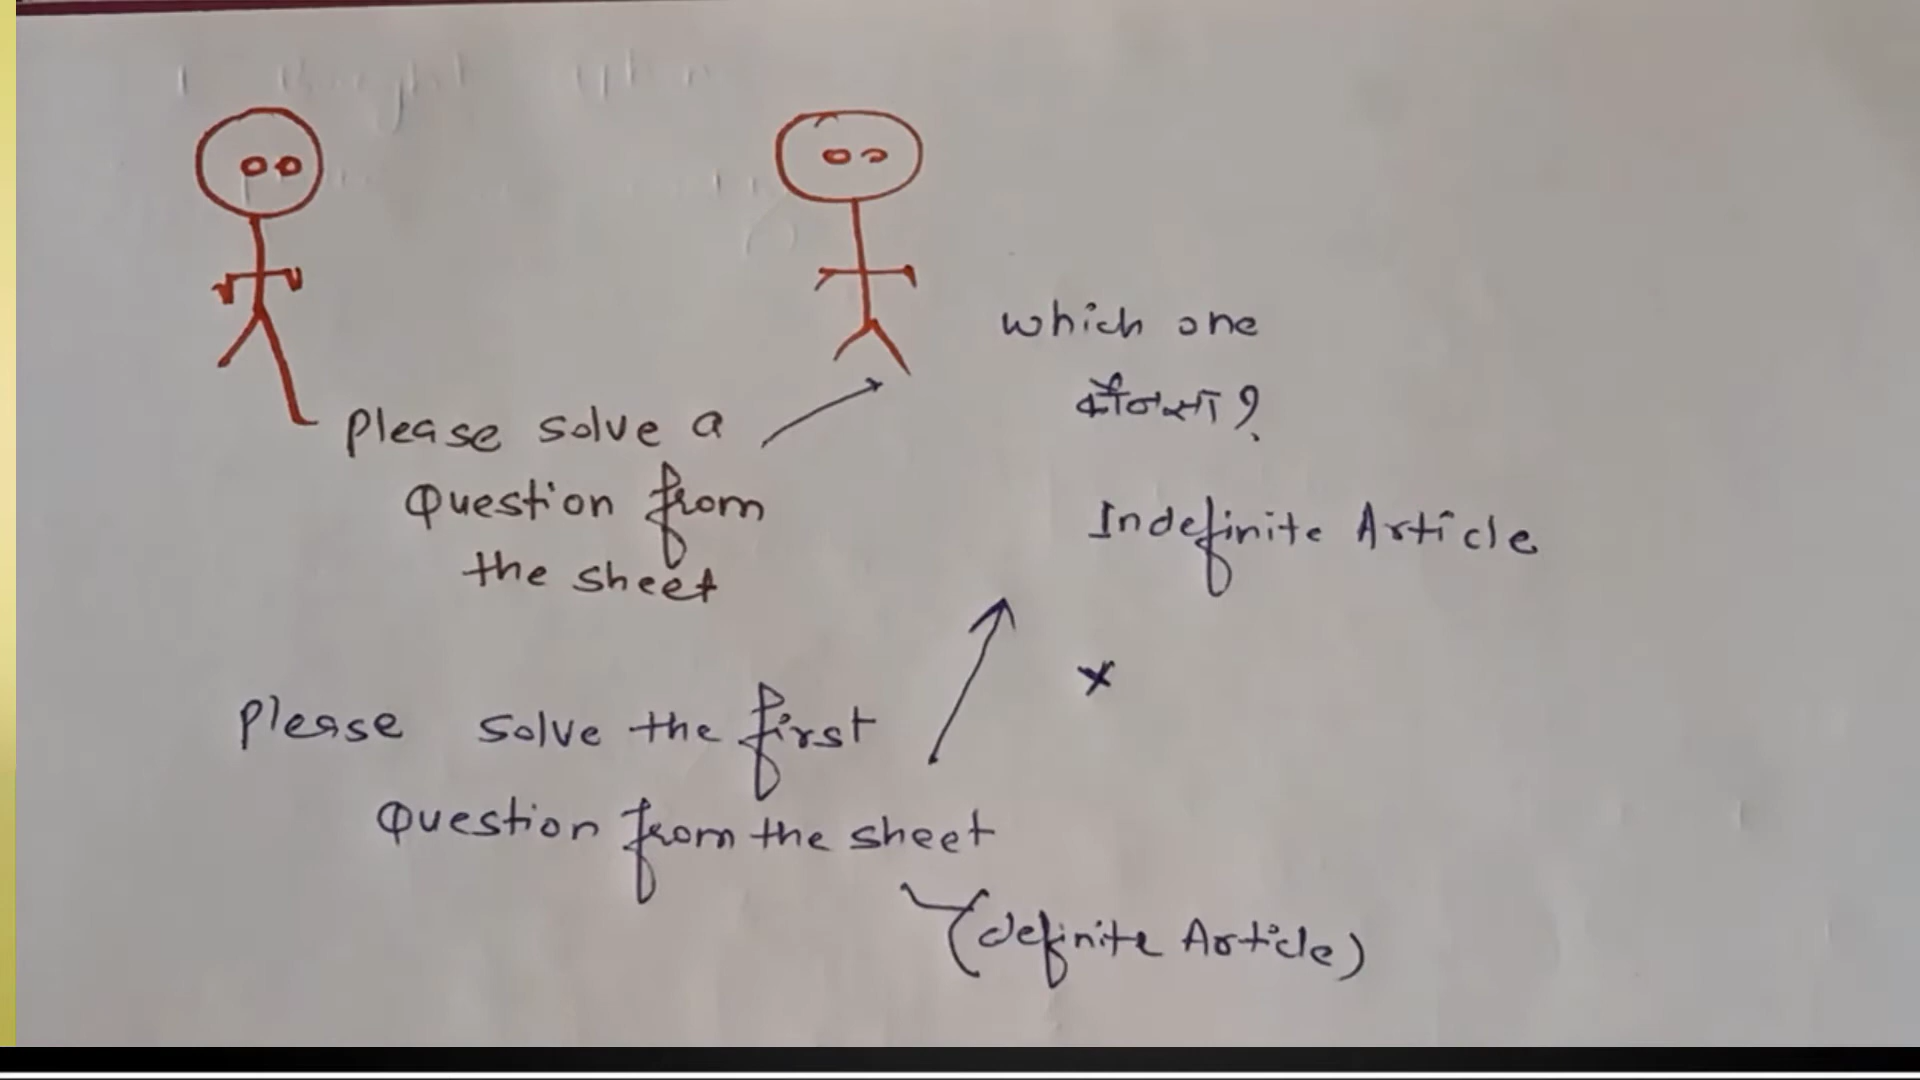 which one
कौनसा?
please solve a
Question from
the sheet
Indefinite Article
please solve the first
Question from the sheet
(definite Article)